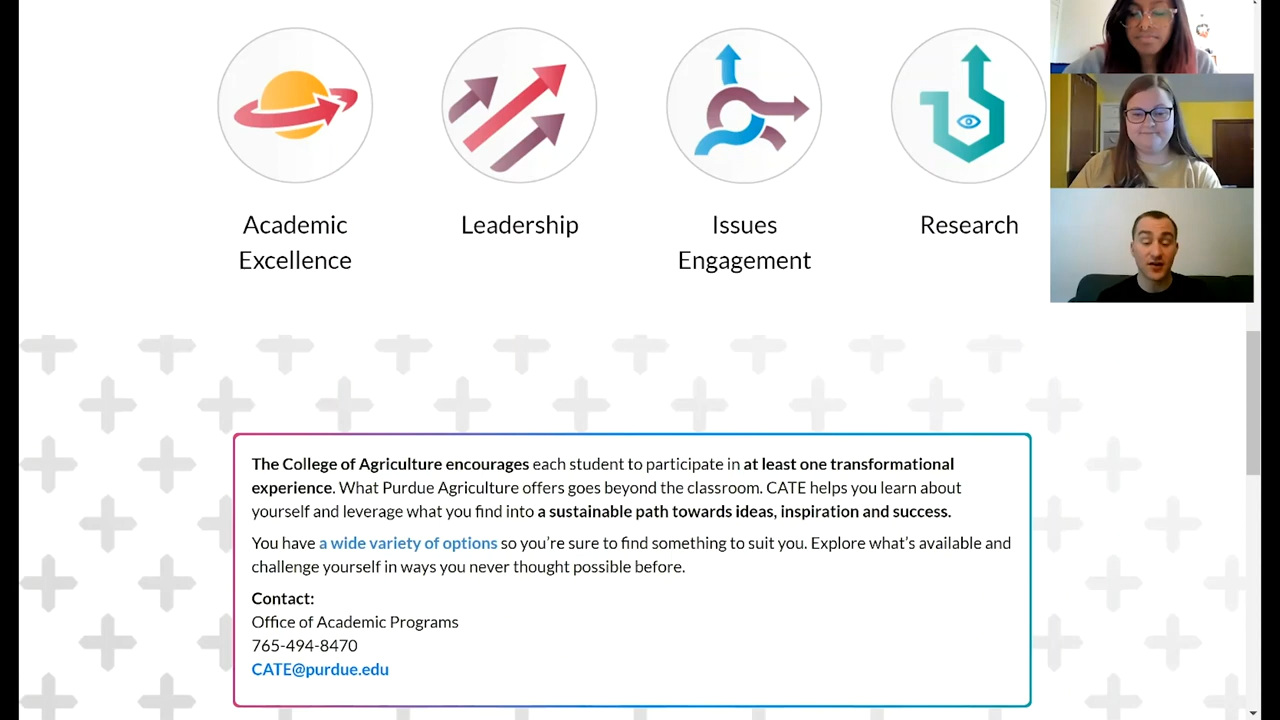 Academic
Excellence
Leadership
Issues
Engagement
Research
The College of Agriculture encourages each student to participate in at least one transformational
experience. What Purdue Agriculture offers goes beyond the classroom. CATE helps you learn about
yourself and leverage what you find into a sustainable path towards ideas, inspiration and success.
You have a wide variety of options so you’re sure to find something to suit you. Explore what’s available and
challenge yourself in ways you never thought possible before.
Contact:
Office of Academic Programs
765-494-8470
CATE@purdue.edu